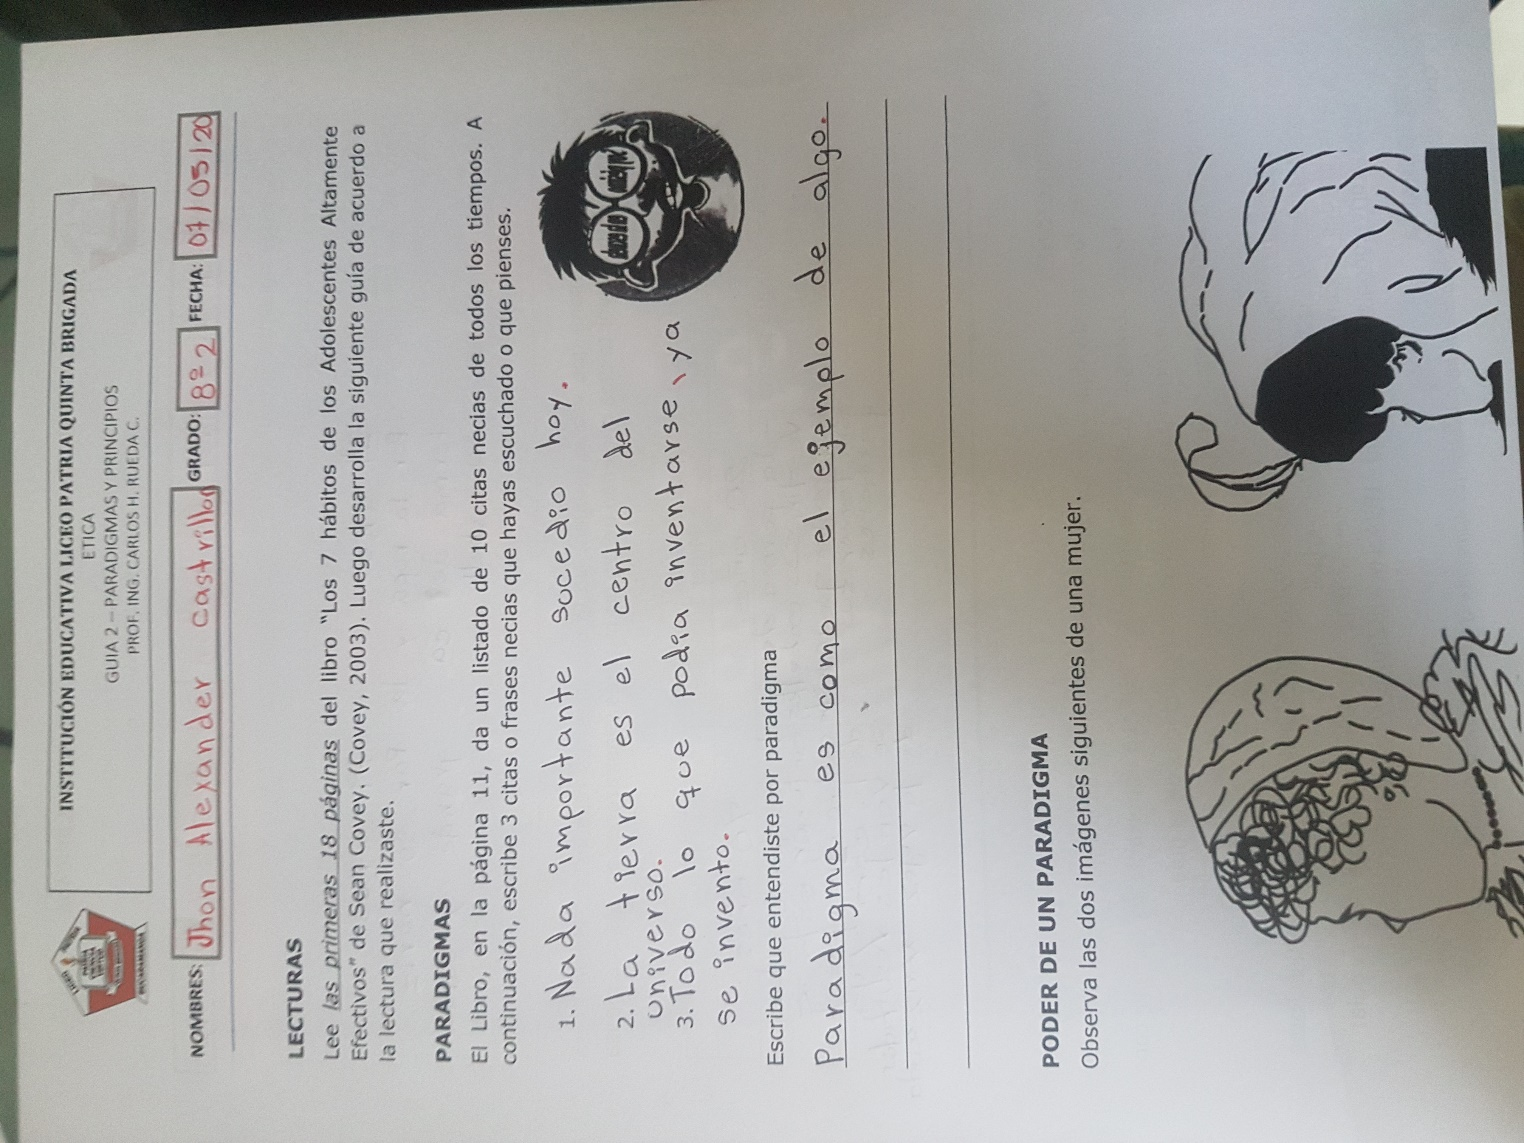 INSTITUCIÓN EDUCATIVA LICEO PATRIA QUINTA BRIGADA
ETICA
GUIA 2 – PARADIGMAS Y PRINCIPIOS
PROF. ING. CARLOS H. RUEDA C.
NOMBRES: Jhon Alexander Castrillon GRADO: 8º2 FECHA: 07/05/20
LECTURAS
Lee las primeras 18 páginas del libro "Los 7 hábitos de los Adolescentes Altamente
Efectivos" de Sean Covey. (Covey, 2003). Luego desarrolla la siguiente guía de acuerdo a
la lectura que realizaste.
PARADIGMAS
El Libro, en la página 11, da un listado de 10 citas necias de todos los tiempos. A
continuación, escribe 3 citas o frases necias que hayas escuchado o que pienses.
1. Nada importante sucedio hoy.
2. La tierra es el centro del
universo.
3. Todo lo que podia inventarse, ya
se invento.
Escribe que entendiste por paradigma
Paradigma es como el ejemplo de algo.
PODER DE UN PARADIGMA
Observa las dos imágenes siguientes de una mujer.